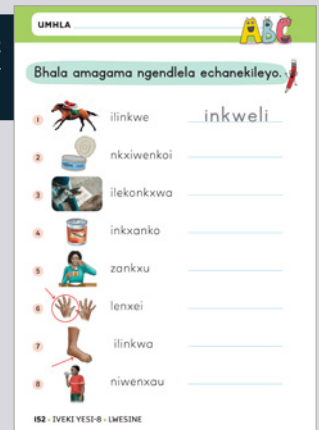 UMHLA
ABC
Bhala amagama ngendlela echanekileyo.
1 ilinkwe inkweli
2 nkxiwenkoi
3 ilekonkxwa
4 inkxanko
5 zankxu
6 lenxei
7 ilinkwa
8 niwenxau
152 • IVEKI YESI-8 • LWESINE